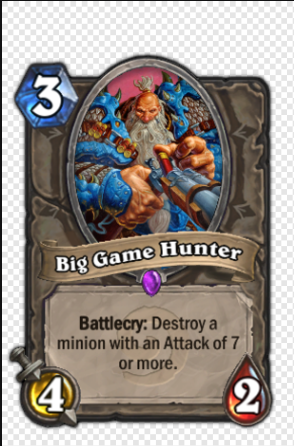 3
Big Game Hunter
Battlecry: Destroy a
minion with an Attack of 7
or more.
4
2